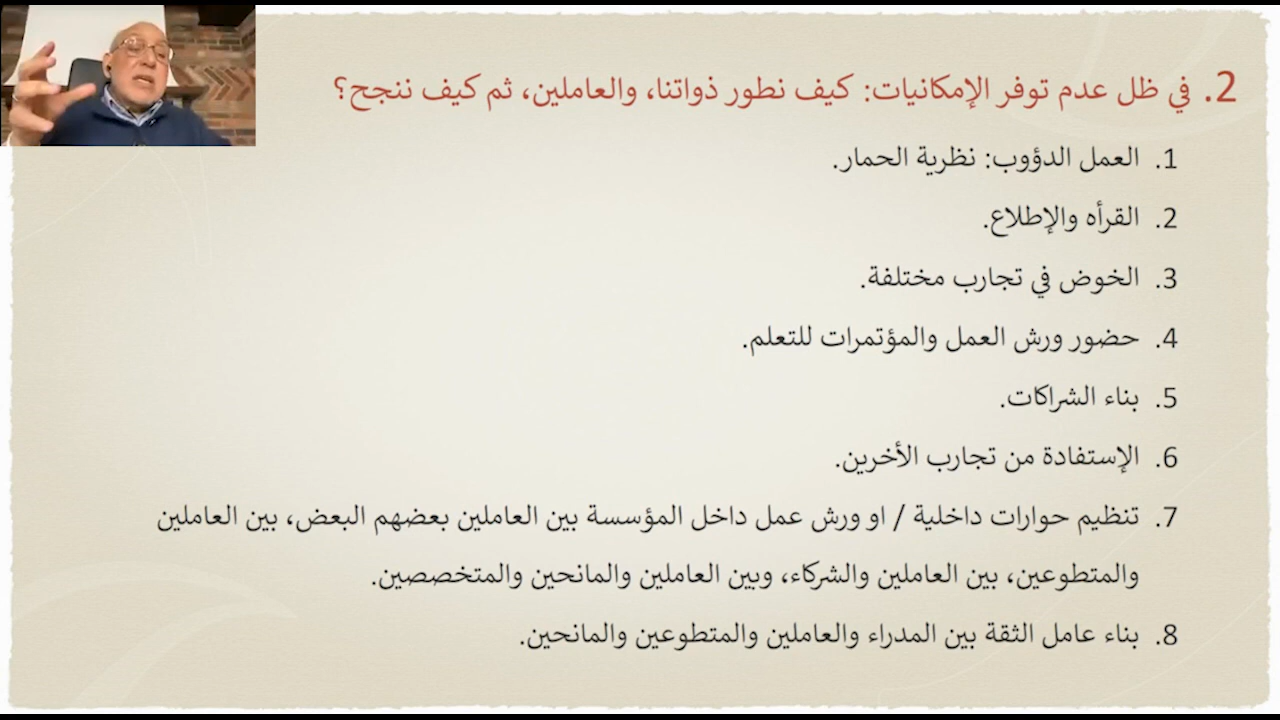 2. في ظل عدم توفر الإمكانيات: كيف نطور ذواتنا، والعاملين، ثم كيف ننجح؟
1. العمل الدؤوب: نظرية الحمار.
2. القرأه والإطلاع.
3. الخوض في تجارب مختلفة.
4. حضور ورش العمل والمؤتمرات للتعلم.
5. بناء الشراكات.
6. الإستفادة من تجارب الأخرين.
7. تنظيم حوارات داخلية / او ورش عمل داخل المؤسسة بين العاملين بعضهم البعض، بين العاملين
والمتطوعين، بين العاملين والشركاء، وبين العاملين والمانحين والمتخصصين.
8. بناء عامل الثقة بين المدراء والعاملين والمتطوعين والمانحين.